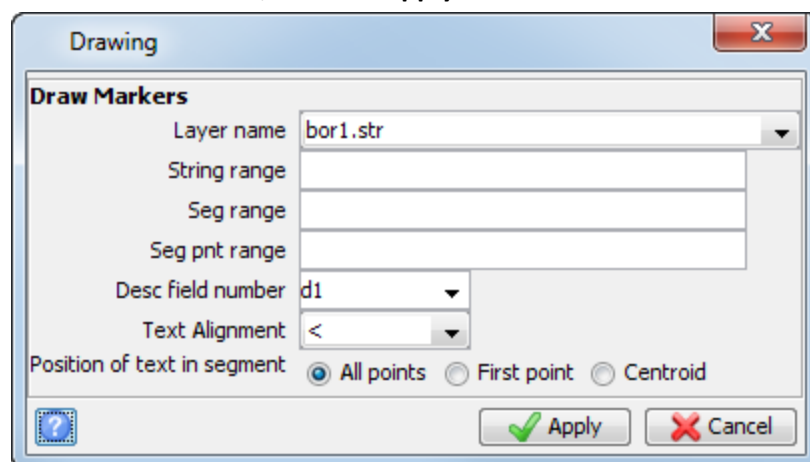 Drawing
Draw Markers
Layer name bor1.str
String range
Seg range
Seg pnt range
Desc field number d1
Text Alignment <
Position of text in segment All points First point Centroid
? Apply Cancel